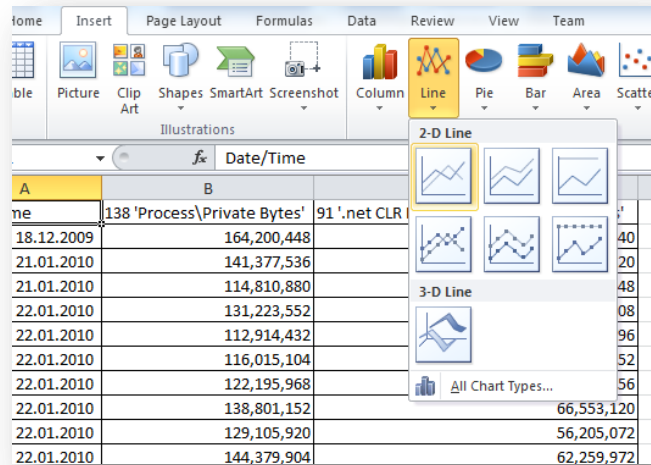 Insert Page Layout Formulas Data Review View Team
Picture Clip Art Shapes SmartArt Screenshot Column Line Pie Bar Area
Illustrations
2-D Line
fx Date/Time
A B
138 'Process\Private Bytes' 91 '.net CLR
18.12.2009 164,200,448 40
21.01.2010 141,377,536 20
21.01.2010 114,810,880 48
3-D Line
22.01.2010 131,223,552 08
22.01.2010 112,914,432 96
22.01.2010 116,015,104 52
22.01.2010 122,195,968 56
All Chart Types...
22.01.2010 138,801,152 66,553,120
22.01.2010 129,105,920 56,205,072
22.01.2010 144,379,904 62,259,972